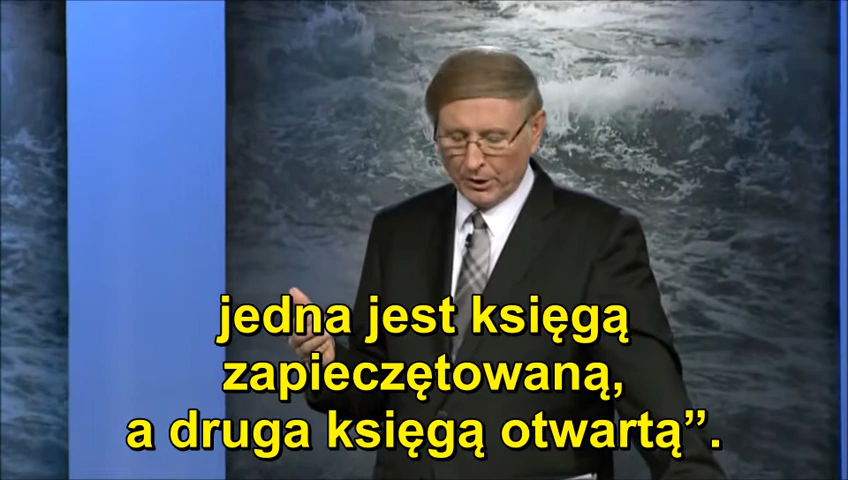 jedna jest księgą
zapieczętowaną,
a druga księgą otwartą”.